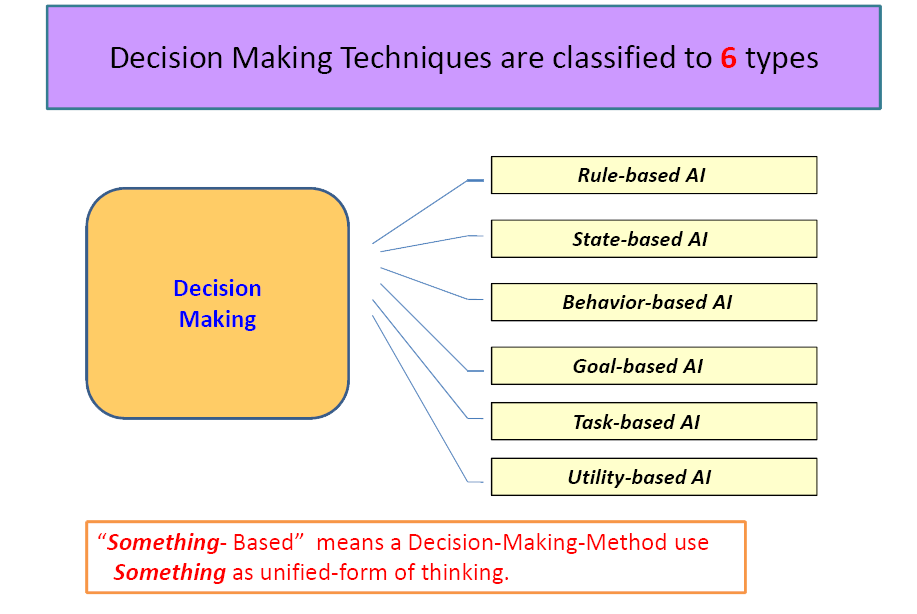 Decision Making Techniques are classified to 6 types
Decision
Making
Rule-based AI
State-based AI
Behavior-based AI
Goal-based AI
Task-based AI
Utility-based AI
“Something- Based” means a Decision-Making-Method use
Something as unified-form of thinking.